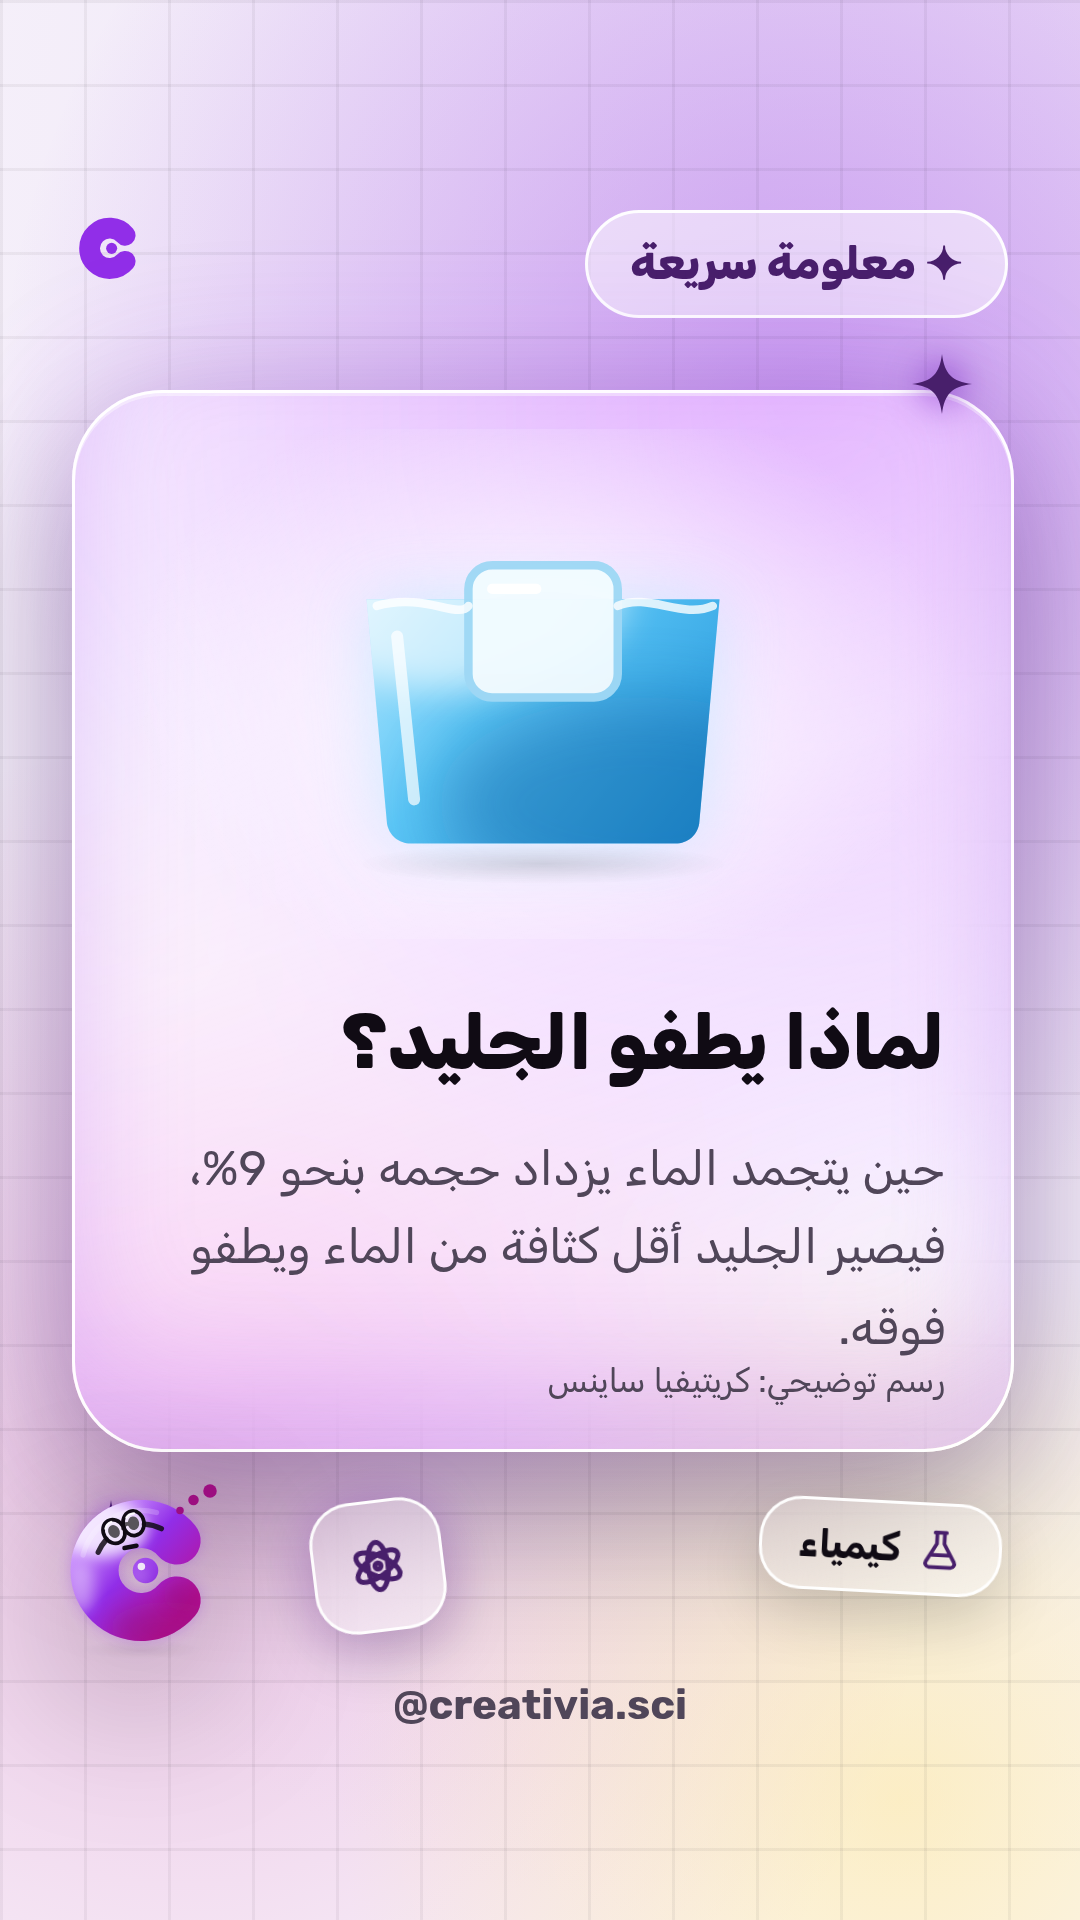 معلومة سريعة
لماذا يطفو الجليد؟
حين يتجمد الماء يزداد حجمه بنحو 9%،
فيصير الجليد أقل كثافة من الماء ويطفو
فوقه.
رسم توضيحي: كريتيفيا ساينس
كيمياء
@creativia.sci